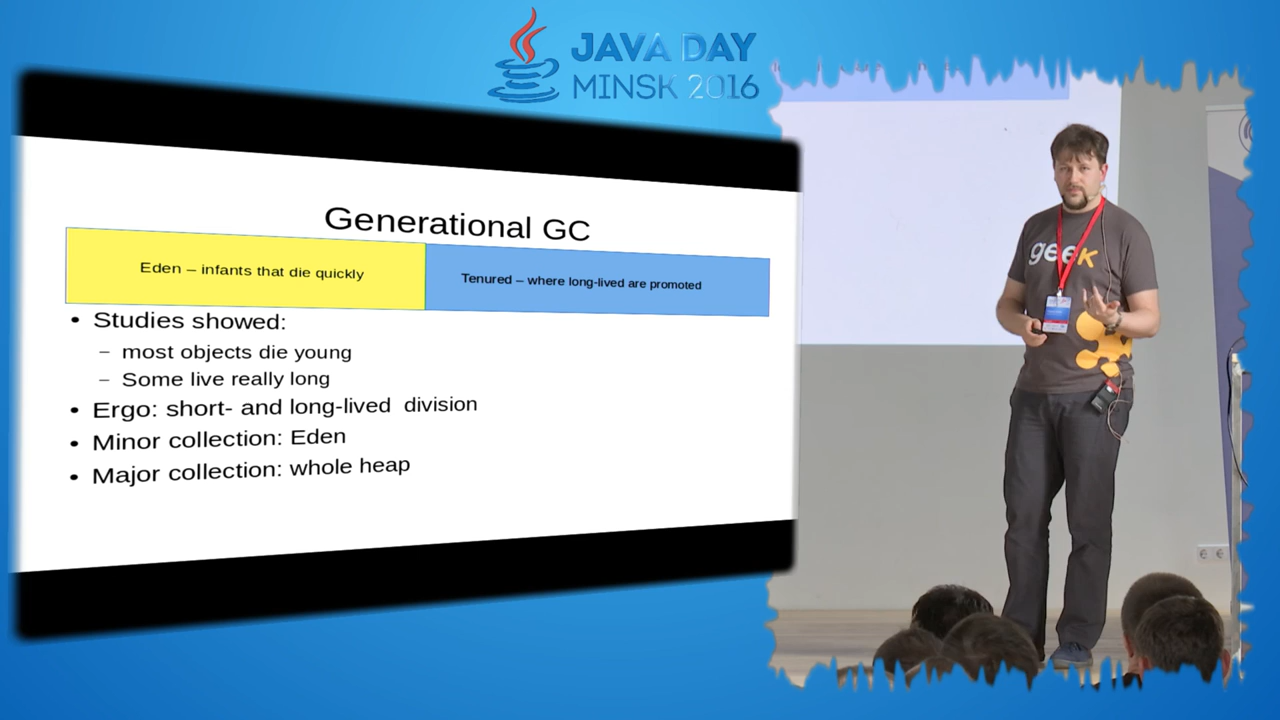 JAVA DAY
MINSK 2016
Generational GC
Eden – infants that die quickly
Tenured – where long-lived are promoted
• Studies showed:
– most objects die young
– Some live really long
• Ergo: short- and long-lived division
• Minor collection: Eden
• Major collection: whole heap
geek